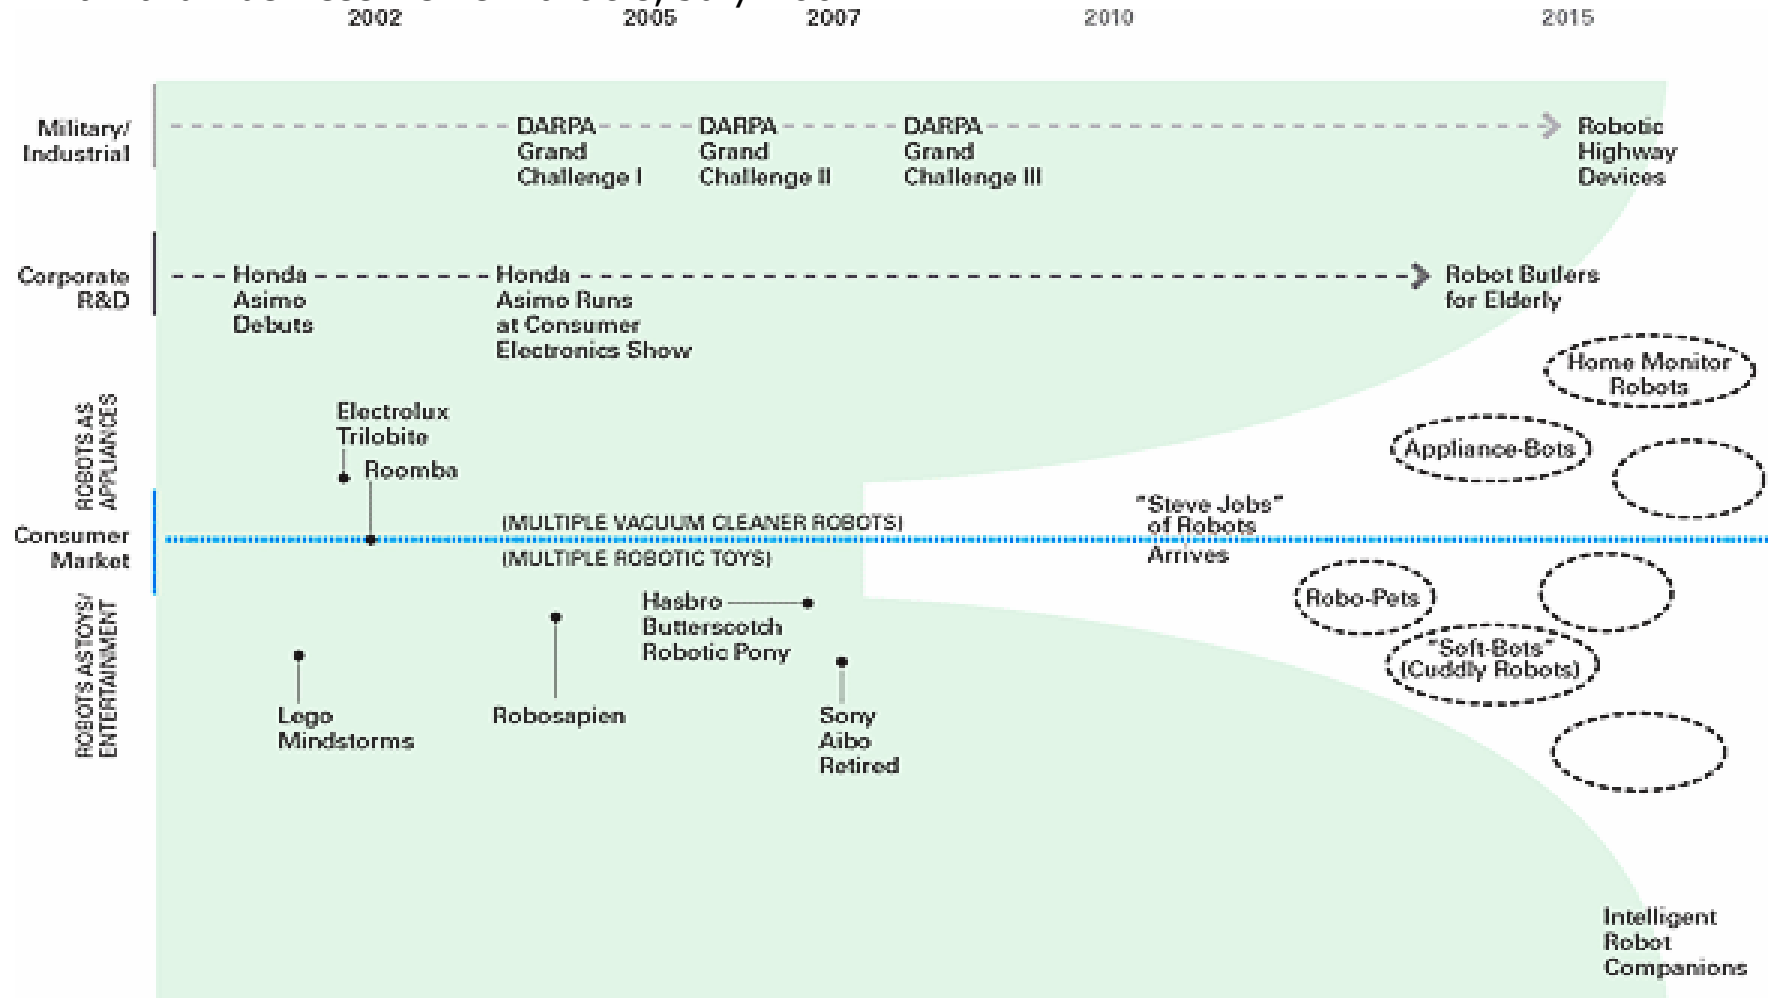 2002
2005
2007
2010
2015
Military/
Industrial
DARPA
Grand
Challenge I
DARPA
Grand
Challenge II
DARPA
Grand
Challenge III
Robotic
Highway
Devices
Corporate
R&D
Honda
Asimo
Debuts
Honda
Asimo Runs
at Consumer
Electronics Show
Robot Butlers
for Elderly
Home Monitor
Robots
ROBOTS AS
APPLIANCES
Electrolux
Trilobite
Roomba
Appliance-Bots
Consumer
Market
(MULTIPLE VACUUM CLEANER ROBOTS)
(MULTIPLE ROBOTIC TOYS)
"Steve Jobs"
of Robots
Arrives
ROBOTS AS TOYS/
ENTERTAINMENT
Lego
Mindstorms
Robosapien
Hasbro
Butterscotch
Robotic Pony
Sony
Aibo
Retired
Robo-Pets
"Soft-Bots"
(Cuddly Robots)
Intelligent
Robot
Companions